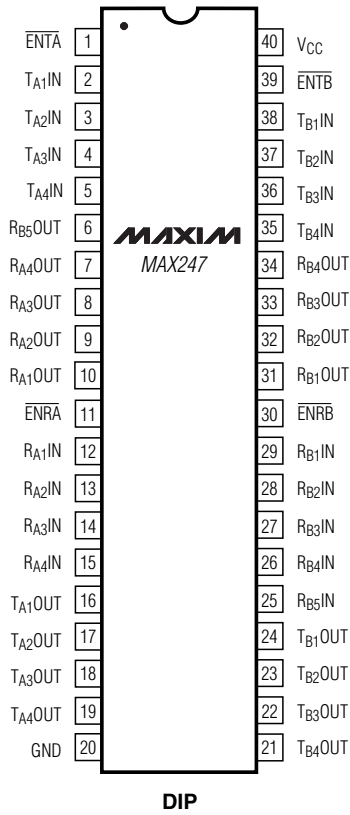 ENTA 1 40 VCC
TA1IN 2 39 ENTB
TA2IN 3 38 TB1IN
TA3IN 4 37 TB2IN
TA4IN 5 36 TB3IN
RB5OUT 6 35 TB4IN
MAXIM
RA4OUT 7 MAX247 34 RB4OUT
RA3OUT 8 33 RB3OUT
RA2OUT 9 32 RB2OUT
RA1OUT 10 31 RB1OUT
ENRA 11 30 ENRB
RA1IN 12 29 RB1IN
RA2IN 13 28 RB2IN
RA3IN 14 27 RB3IN
RA4IN 15 26 RB4IN
TA1OUT 16 25 RB5IN
TA2OUT 17 24 TB1OUT
TA3OUT 18 23 TB2OUT
TA4OUT 19 22 TB3OUT
GND 20 21 TB4OUT
DIP